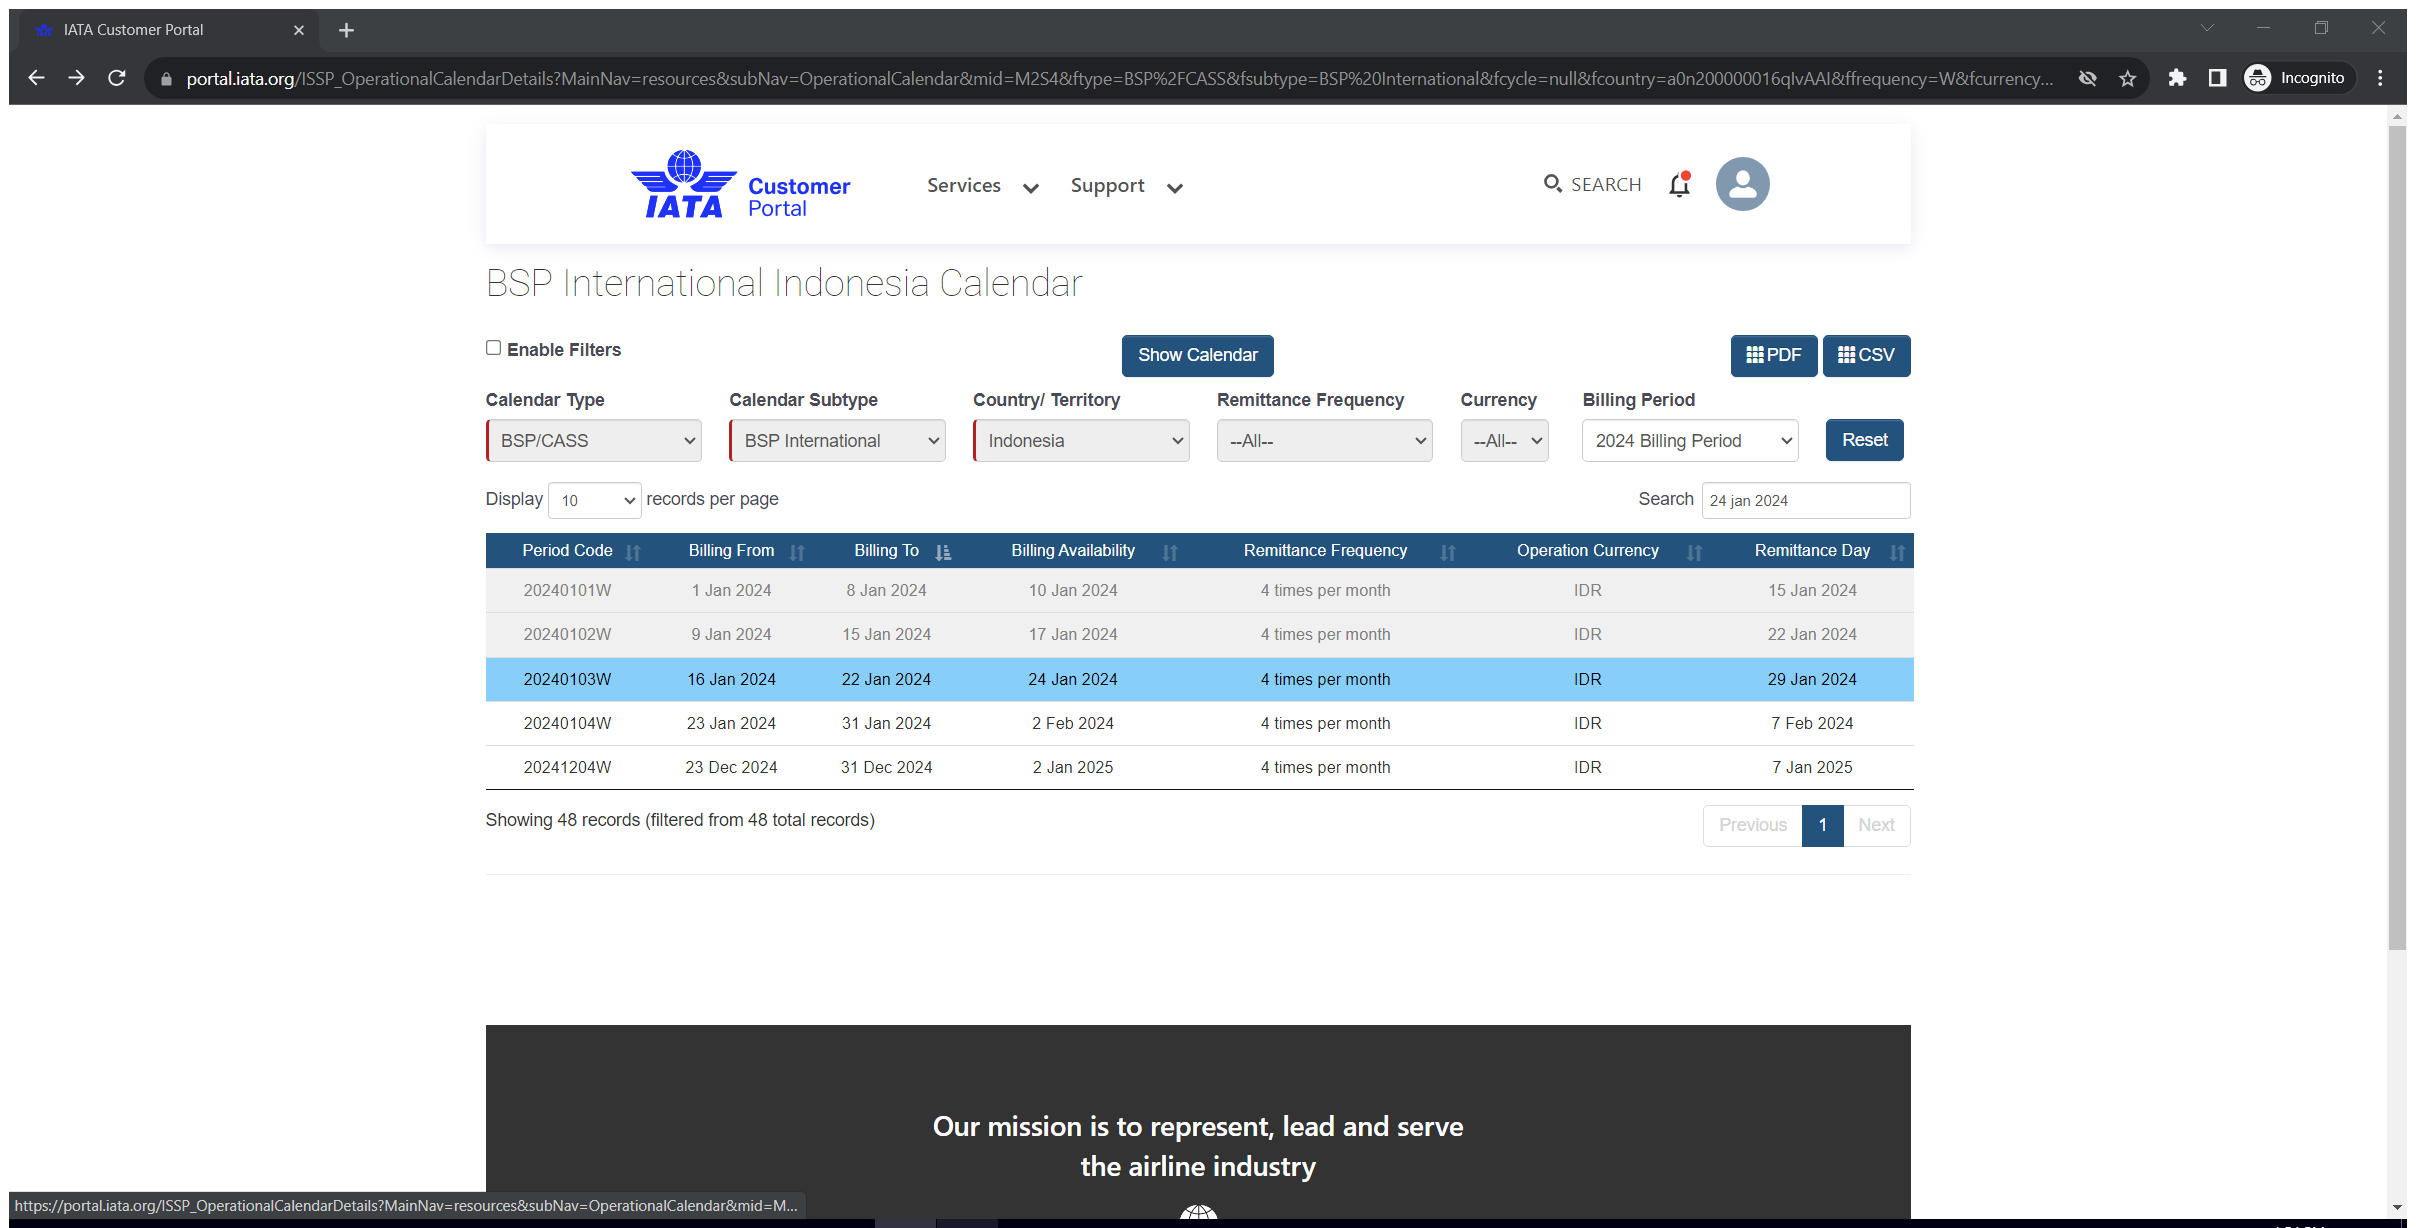 IATA Customer Portal
portal.iata.org/ISSP_OperationalCalendarDetails?MainNav=resources&subNav=OperationalCalendar&mid=M2S4&ftype=BSP%2FCASS&fsubtype=BSP%20International&fcycle=null&fcountry=a0n200000016qIvAAI&ffrequency=W&fcurrency... Incognito
IATA Customer Portal Services Support SEARCH
BSP International Indonesia Calendar
Enable Filters Show Calendar PDF CSV
Calendar Type Calendar Subtype Country/ Territory Remittance Frequency Currency Billing Period
BSP/CASS BSP International Indonesia --All-- --All-- 2024 Billing Period Reset
Display 10 records per page Search 24 jan 2024
Period Code Billing From Billing To Billing Availability Remittance Frequency Operation Currency Remittance Day
20240101W 1 Jan 2024 8 Jan 2024 10 Jan 2024 4 times per month IDR 15 Jan 2024
20240102W 9 Jan 2024 15 Jan 2024 17 Jan 2024 4 times per month IDR 22 Jan 2024
20240103W 16 Jan 2024 22 Jan 2024 24 Jan 2024 4 times per month IDR 29 Jan 2024
20240104W 23 Jan 2024 31 Jan 2024 2 Feb 2024 4 times per month IDR 7 Feb 2024
20241204W 23 Dec 2024 31 Dec 2024 2 Jan 2025 4 times per month IDR 7 Jan 2025
Showing 48 records (filtered from 48 total records) Previous 1 Next
Our mission is to represent, lead and serve
the airline industry
https://portal.iata.org/ISSP_OperationalCalendarDetails?MainNav=resources&subNav=OperationalCalendar&mid=M...